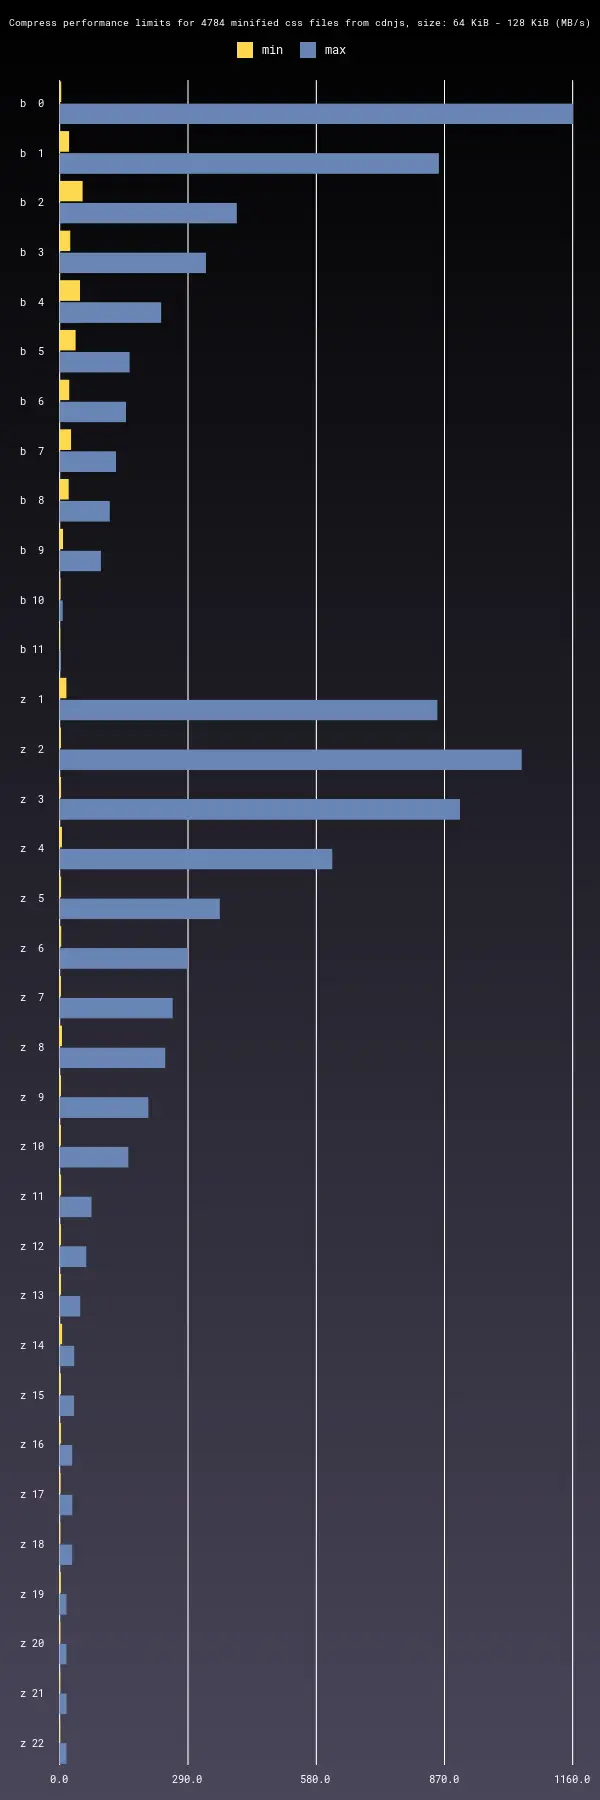 Compress performance limits for 4784 minified css files from cdnjs, size: 64 KiB - 128 KiB (MB/s)
min max
b 0
b 1
b 2
b 3
b 4
b 5
b 6
b 7
b 8
b 9
b 10
b 11
z 1
z 2
z 3
z 4
z 5
z 6
z 7
z 8
z 9
z 10
z 11
z 12
z 13
z 14
z 15
z 16
z 17
z 18
z 19
z 20
z 21
z 22
0.0 290.0 580.0 870.0 1160.0